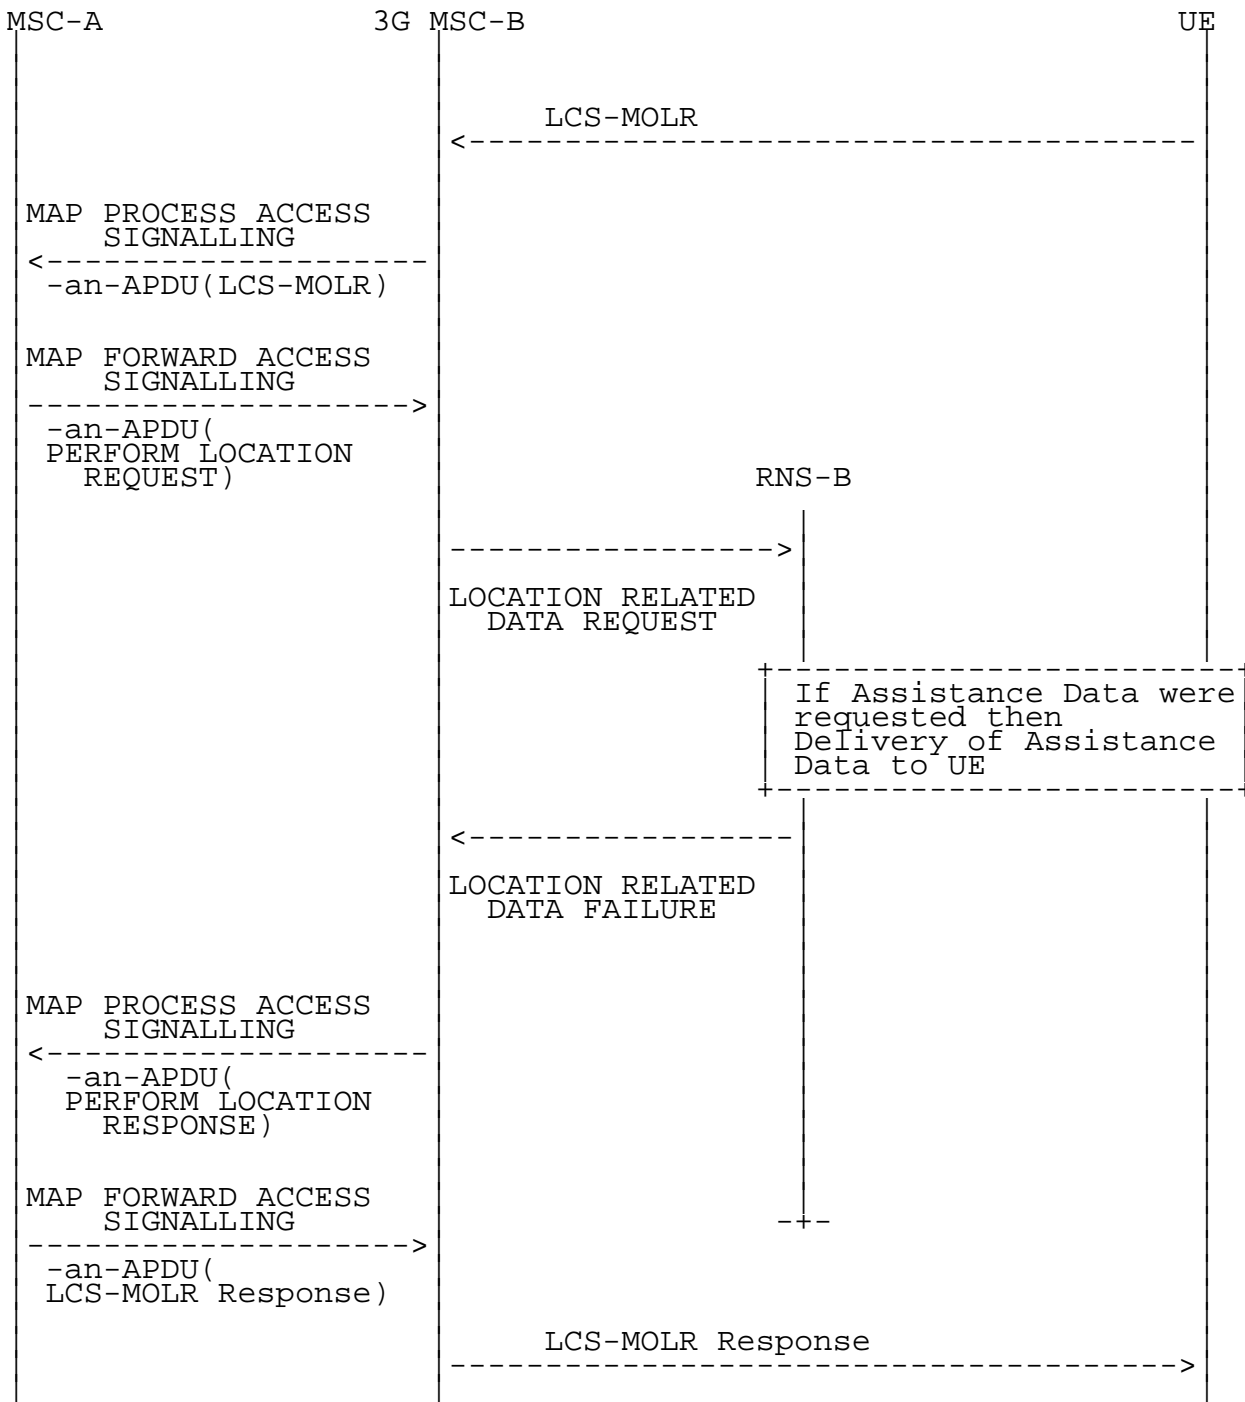 MSC-A 3G MSC-B UE
LCS-MOLR
MAP PROCESS ACCESS
SIGNALLING
-an-APDU(LCS-MOLR)
MAP FORWARD ACCESS
SIGNALLING
-an-APDU(
PERFORM LOCATION
REQUEST)
RNS-B
LOCATION RELATED
DATA REQUEST
If Assistance Data were
requested then
Delivery of Assistance
Data to UE
LOCATION RELATED
DATA FAILURE
MAP PROCESS ACCESS
SIGNALLING
-an-APDU(
PERFORM LOCATION
RESPONSE)
MAP FORWARD ACCESS
SIGNALLING
-an-APDU(
LCS-MOLR Response)
LCS-MOLR Response